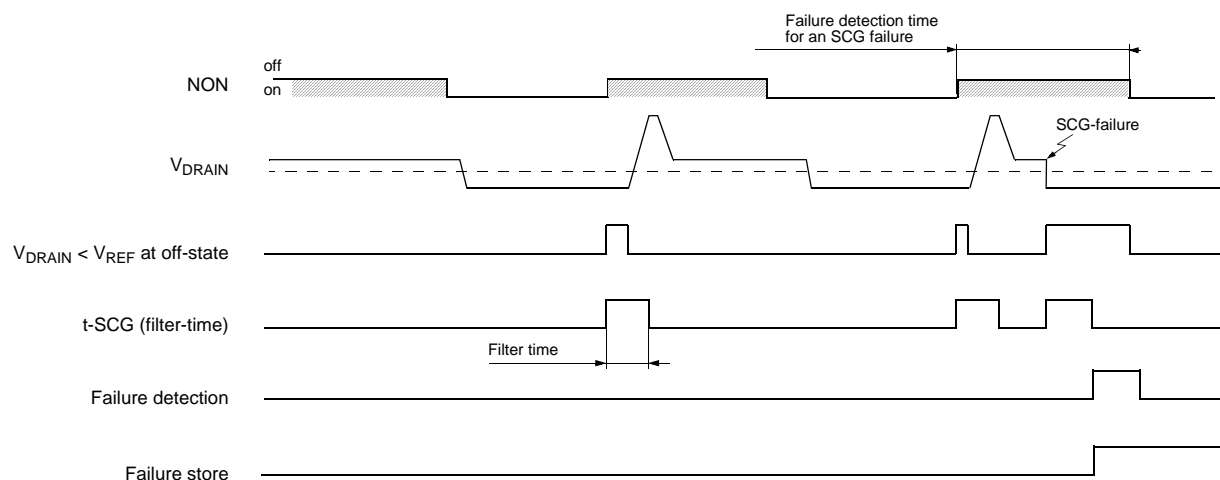 Failure detection time
for an SCG failure
off
NON
on
SCG-failure
VDRAIN
VDRAIN < VREF at off-state
t-SCG (filter-time)
Filter time
Failure detection
Failure store